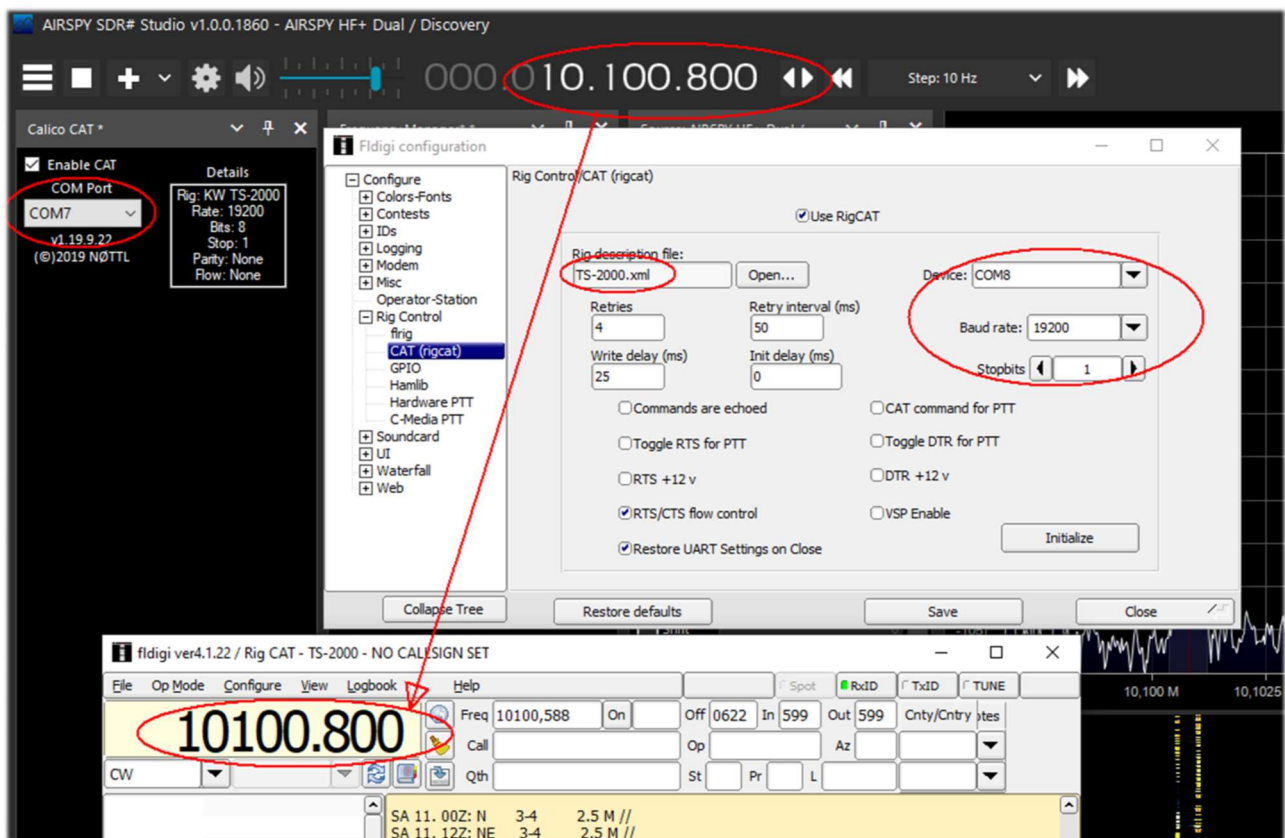 AIRSPY SDR# Studio v1.0.0.1860 - AIRSPY HF+ Dual / Discovery
000.010.100.800
Step: 10 Hz
Calico CAT *
Enable CAT
COM Port
COM7
v1.19.9.22
(©)2019 NØTTL
Details
Rig: KW TS-2000
Rate: 19200
Bits: 8
Stop: 1
Parity: None
Flow: None
Fldigi configuration
Configure
Colors-Fonts
Contests
IDs
Logging
Modem
Misc
Operator-Station
Rig Control
flrig
CAT (rigcat)
GPIO
Hamlib
Hardware PTT
C-Media PTT
Soundcard
UI
Waterfall
Web
Collapse Tree
Rig Control/CAT (rigcat)
Use RigCAT
Rig description file:
TS-2000.xml Open...
Device: COM8
Retries Retry interval (ms)
4 50
Baud rate: 19200
Write delay (ms) Init delay (ms)
25 0
Stopbits 1
Commands are echoed CAT command for PTT
Toggle RTS for PTT Toggle DTR for PTT
RTS +12 v DTR +12 v
RTS/CTS flow control VSP Enable
Restore UART Settings on Close Initialize
Restore defaults Save Close
fldigi ver4.1.22 / Rig CAT - TS-2000 - NO CALLSIGN SET
File Op Mode Configure View Logbook Help Spot RxID TxID TUNE
10100.800
Freq 10100,588 On Off 0622 In 599 Out 599 Cnty/Cntry
Call Op Az
CW
Qth St Pr L
SA 11. 00Z: N 3-4 2.5 M //
SA 11. 12Z: NE 3-4 2.5 M //
10,100 M 10,1025